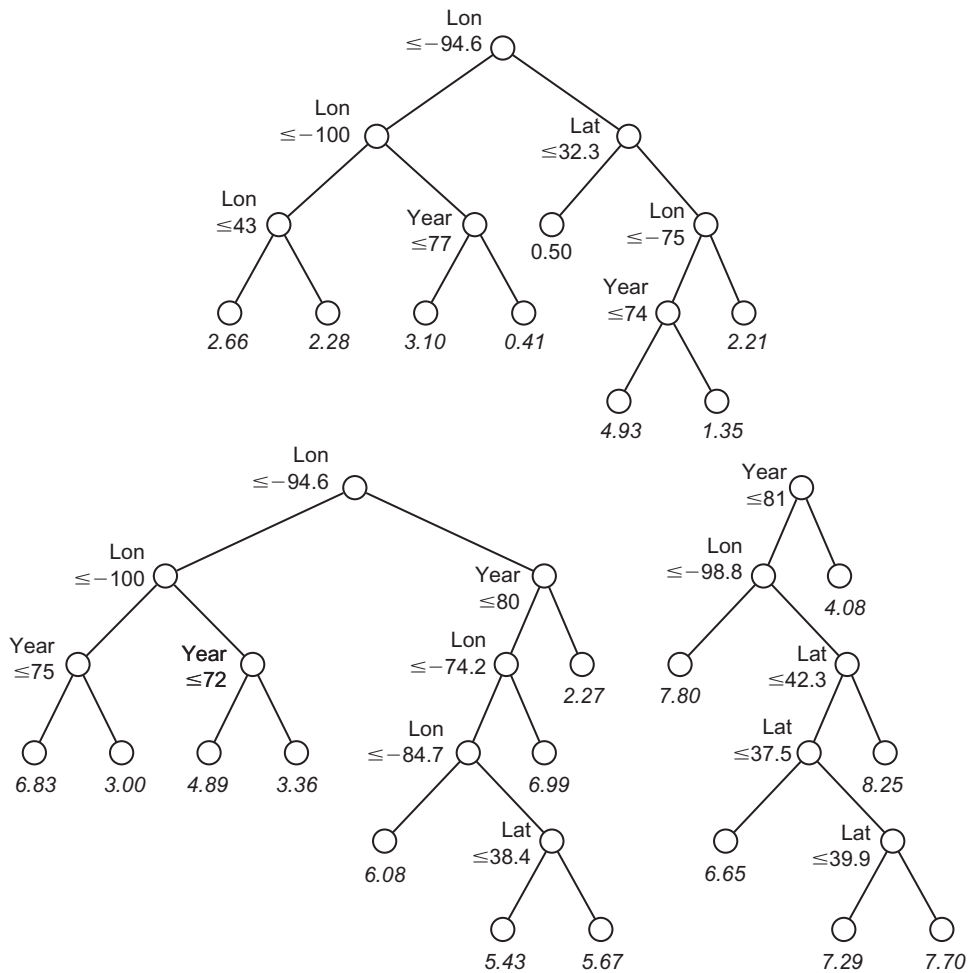 Lon
≤−94.6
Lon
≤−100
Lat
≤32.3
Lon
≤43
Year
≤77
0.50
Lon
≤−75
Year
≤74
2.66
2.28
3.10
0.41
2.21
4.93
1.35
Lon
≤−94.6
Lon
≤−100
Year
≤80
Year
≤75
Year
≤72
Lon
≤−74.2
2.27
Lon
≤−84.7
6.83
3.00
4.89
3.36
6.99
6.08
Lat
≤38.4
5.43
5.67
Year
≤81
Lon
≤−98.8
4.08
7.80
Lat
≤42.3
Lat
≤37.5
8.25
6.65
Lat
≤39.9
7.29
7.70